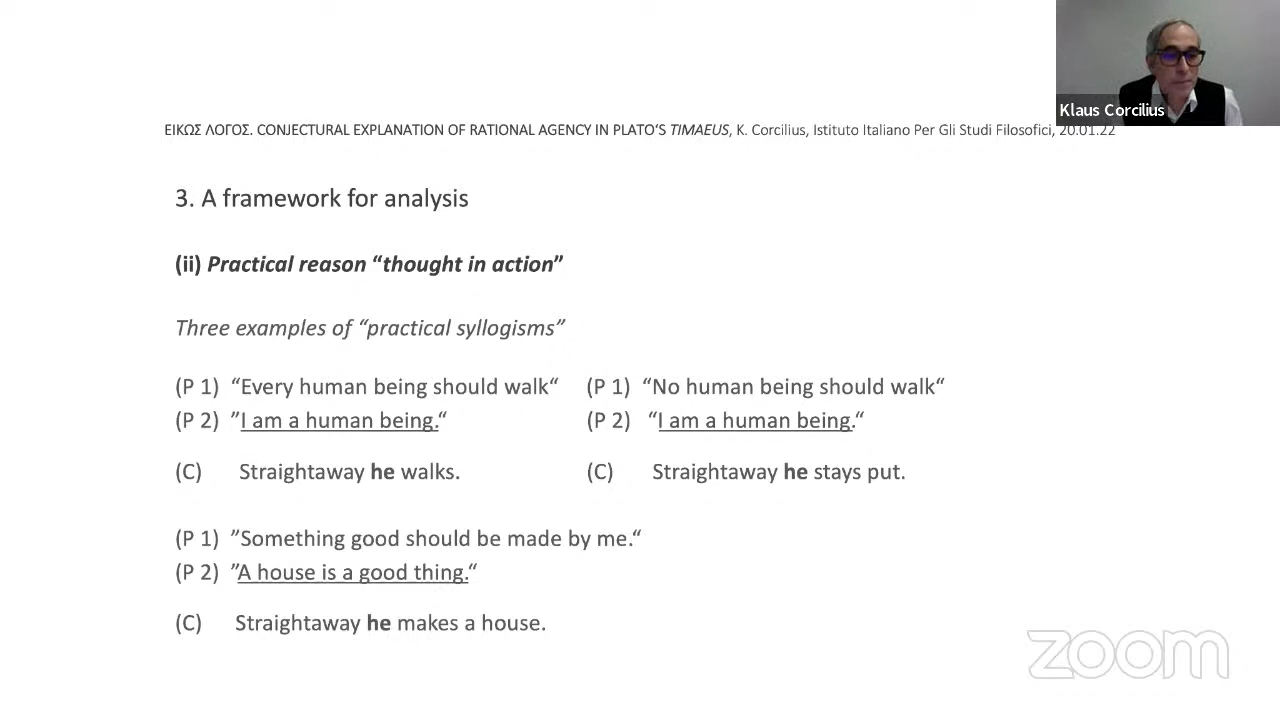 Klaus Corcilius
ΕΙΚΩΣ ΛΟΓΟΣ. CONJECTURAL EXPLANATION OF RATIONAL AGENCY IN PLATO‘S TIMAEUS, K. Corcilius, Istituto Italiano Per Gli Studi Filosofici, 20.01.22
3. A framework for analysis
(ii) Practical reason “thought in action”
Three examples of “practical syllogisms”
(P 1) “Every human being should walk“ (P 1) “No human being should walk“
(P 2) ”I am a human being.“ (P 2) “I am a human being.“
(C) Straightaway he walks. (C) Straightaway he stays put.
(P 1) ”Something good should be made by me.“
(P 2) ”A house is a good thing.“
(C) Straightaway he makes a house.
zoom